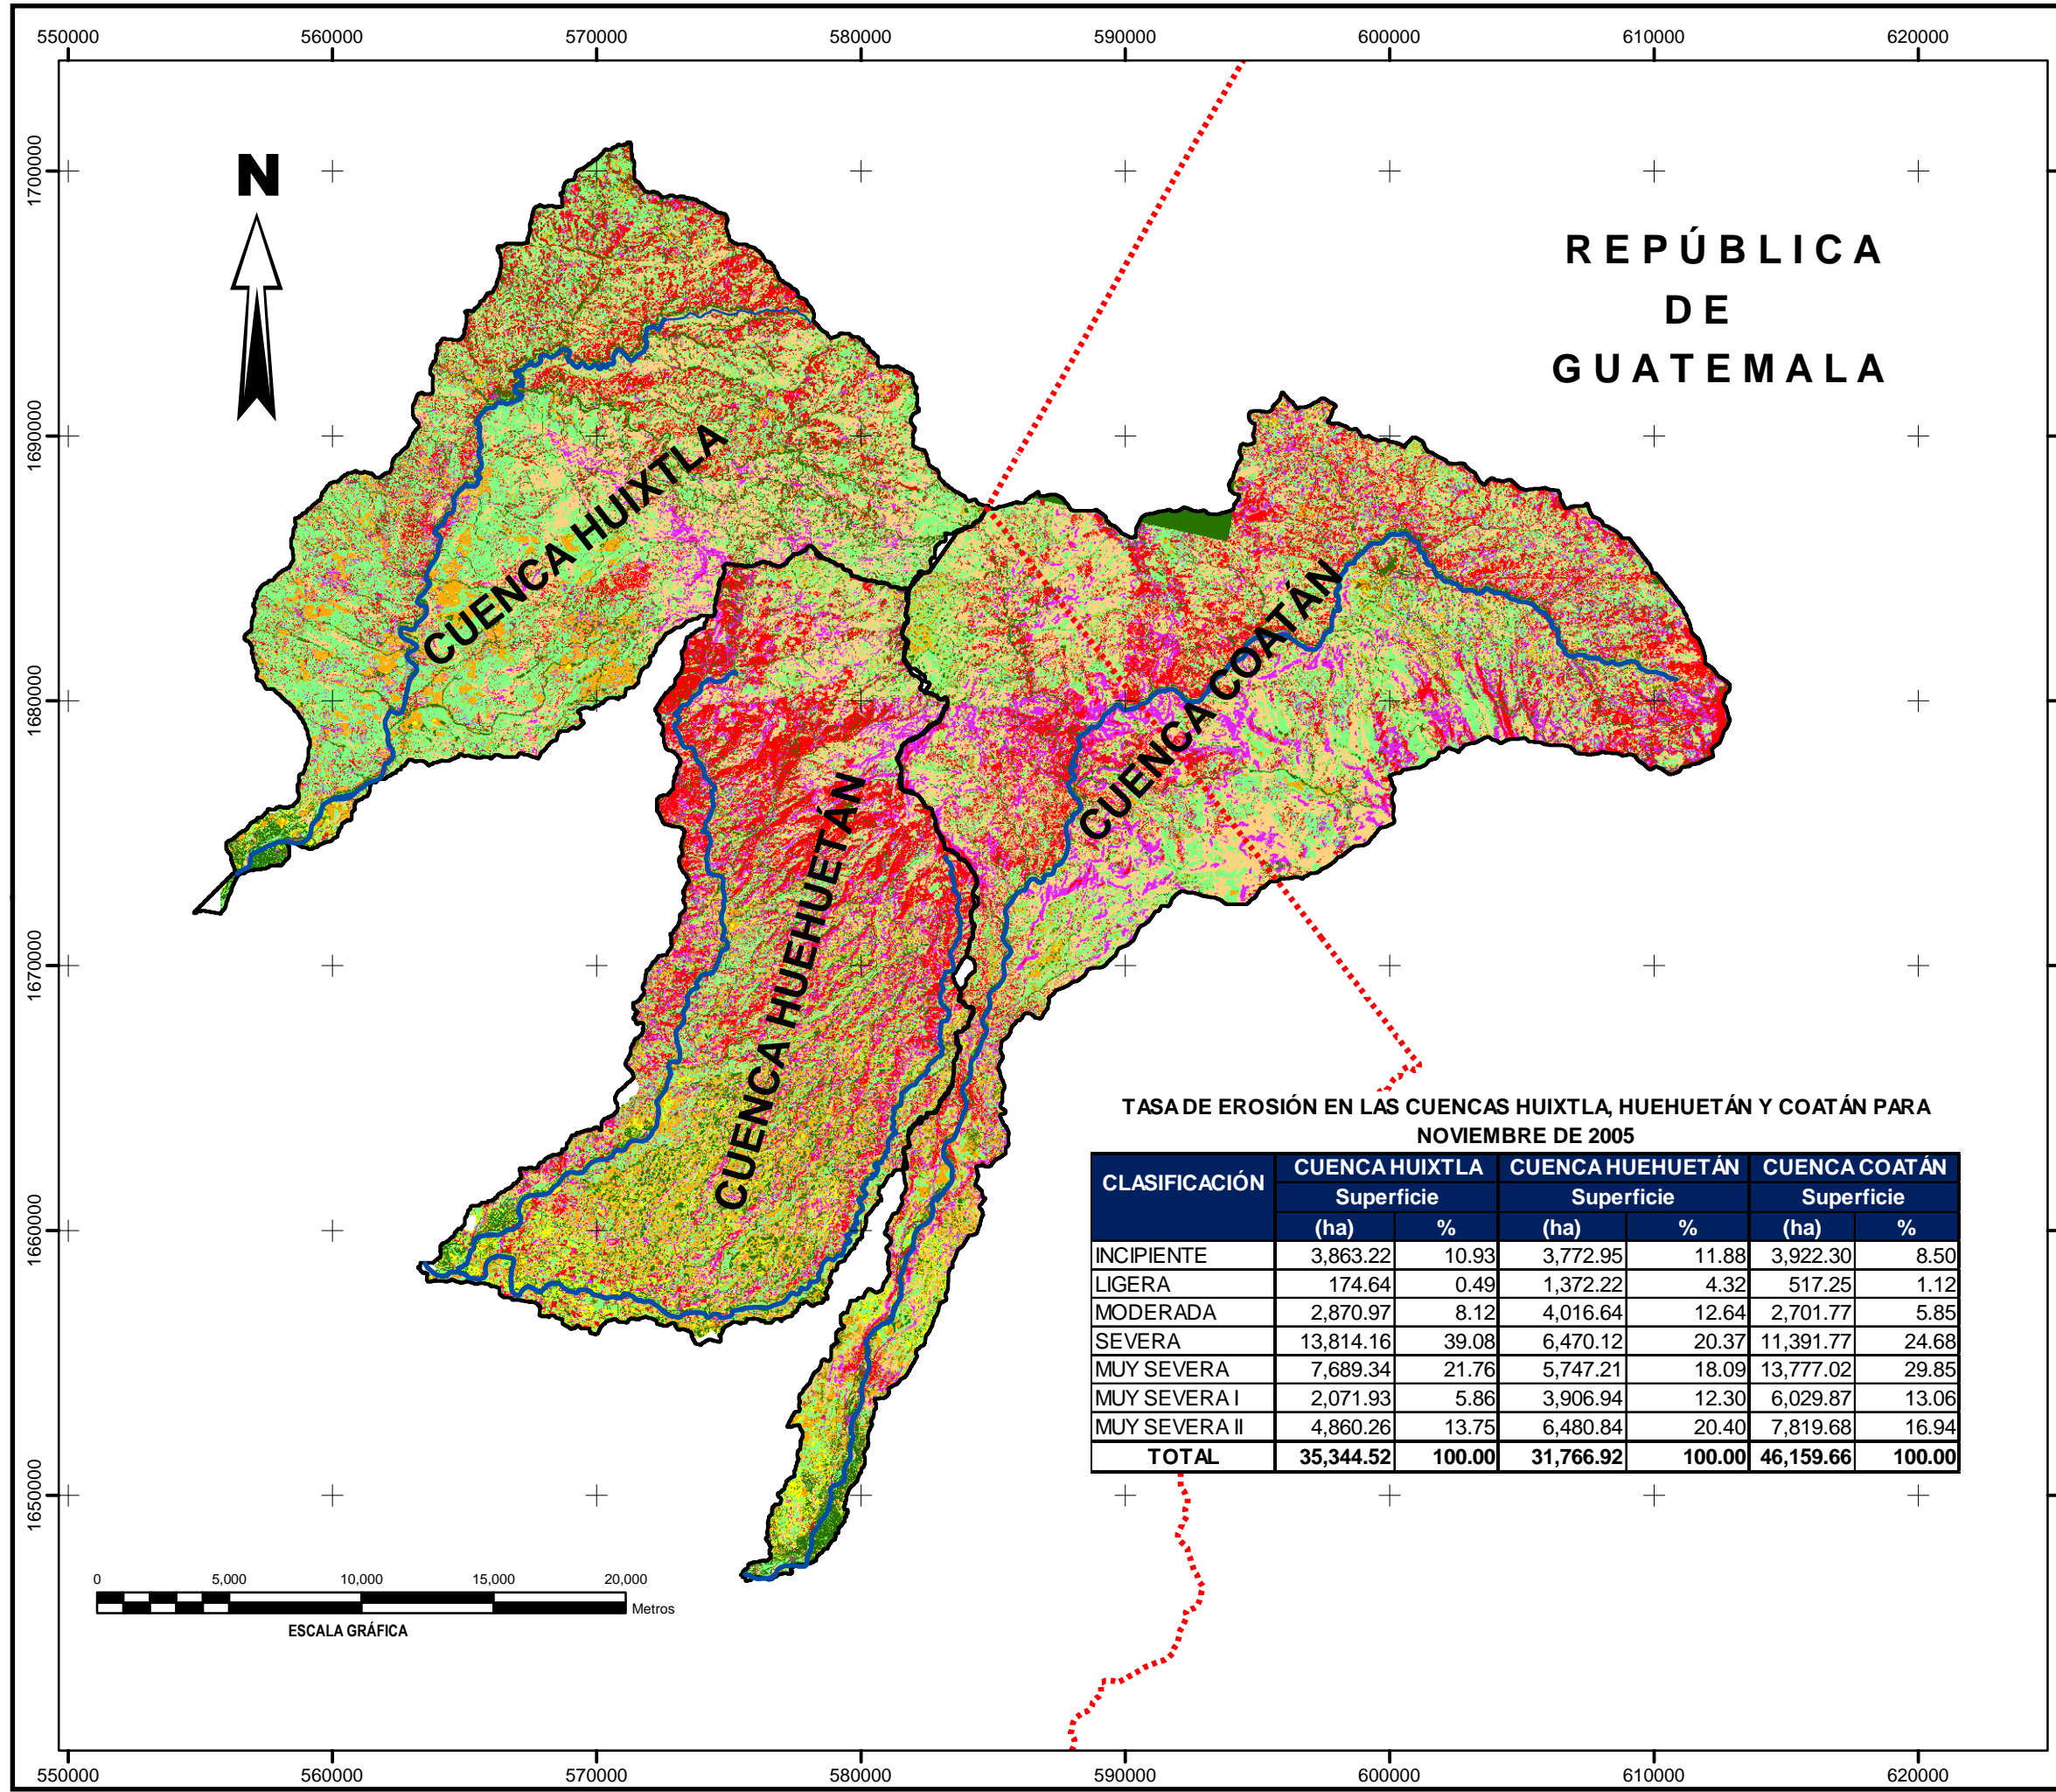 550000 560000 570000 580000 590000 600000 610000 620000
1700000
1690000
1680000
1670000
1660000
1650000
N
REPÚBLICA
DE
GUATEMALA
CUENCA HUIXTLA
CUENCA COATÁN
CUENCA HUEHUETÁN
TASA DE EROSIÓN EN LAS CUENCAS HUIXTLA, HUEHUETÁN Y COATÁN PARA
NOVIEMBRE DE 2005
CLASIFICACIÓN CUENCA HUIXTLA CUENCA HUEHUETÁN CUENCA COATÁN
Superficie Superficie Superficie
(ha) % (ha) % (ha) %
INCIPIENTE 3,863.22 10.93 3,772.95 11.88 3,922.30 8.50
LIGERA 174.64 0.49 1,372.22 4.32 517.25 1.12
MODERADA 2,870.97 8.12 4,016.64 12.64 2,701.77 5.85
SEVERA 13,814.16 39.08 6,470.12 20.37 11,391.77 24.68
MUY SEVERA 7,689.34 21.76 5,747.21 18.09 13,777.02 29.85
MUY SEVERA I 2,071.93 5.86 3,906.94 12.30 6,029.87 13.06
MUY SEVERA II 4,860.26 13.75 6,480.84 20.40 7,819.68 16.94
TOTAL 35,344.52 100.00 31,766.92 100.00 46,159.66 100.00
0 5,000 10,000 15,000 20,000
Metros
ESCALA GRÁFICA
550000 560000 570000 580000 590000 600000 610000 620000